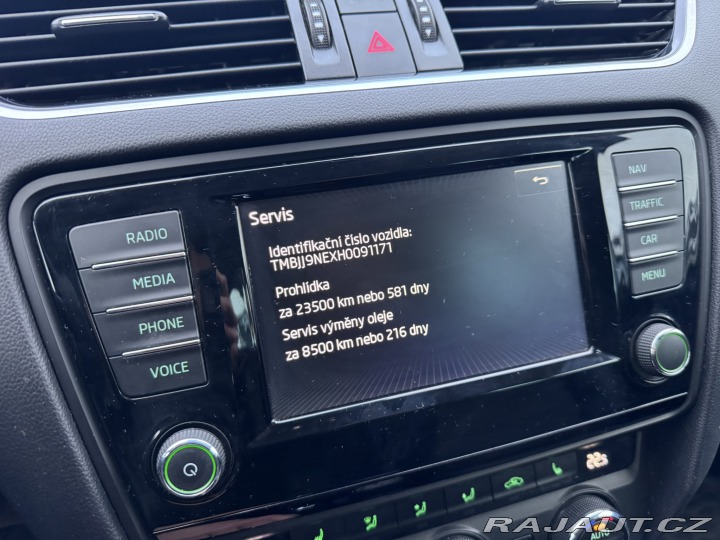 RADIO
MEDIA
PHONE
VOICE
Servis
Identifikační číslo vozidla:
TMBJJ9NEXH0091171
Prohlídka
za 23500 km nebo 581 dny
Servis výměny oleje
za 8500 km nebo 216 dny
NAV
TRAFFIC
CAR
MENU
AUTO
RAJAUT.CZ